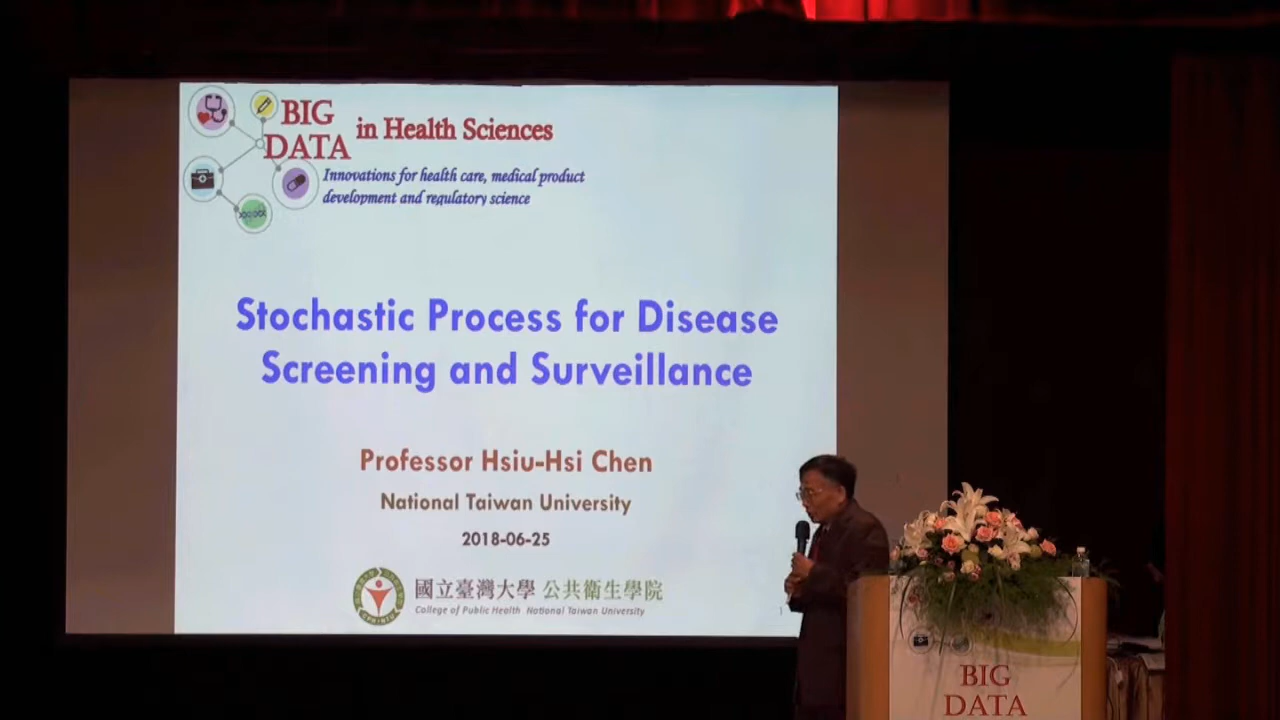 BIG
DATA
in Health Sciences
Innovations for health care, medical product
development and regulatory science
Stochastic Process for Disease
Screening and Surveillance
Professor Hsiu-Hsi Chen
National Taiwan University
2018-06-25
國立臺灣大學 公共衛生學院
College of Public Health National Taiwan University
1
BIG
DATA